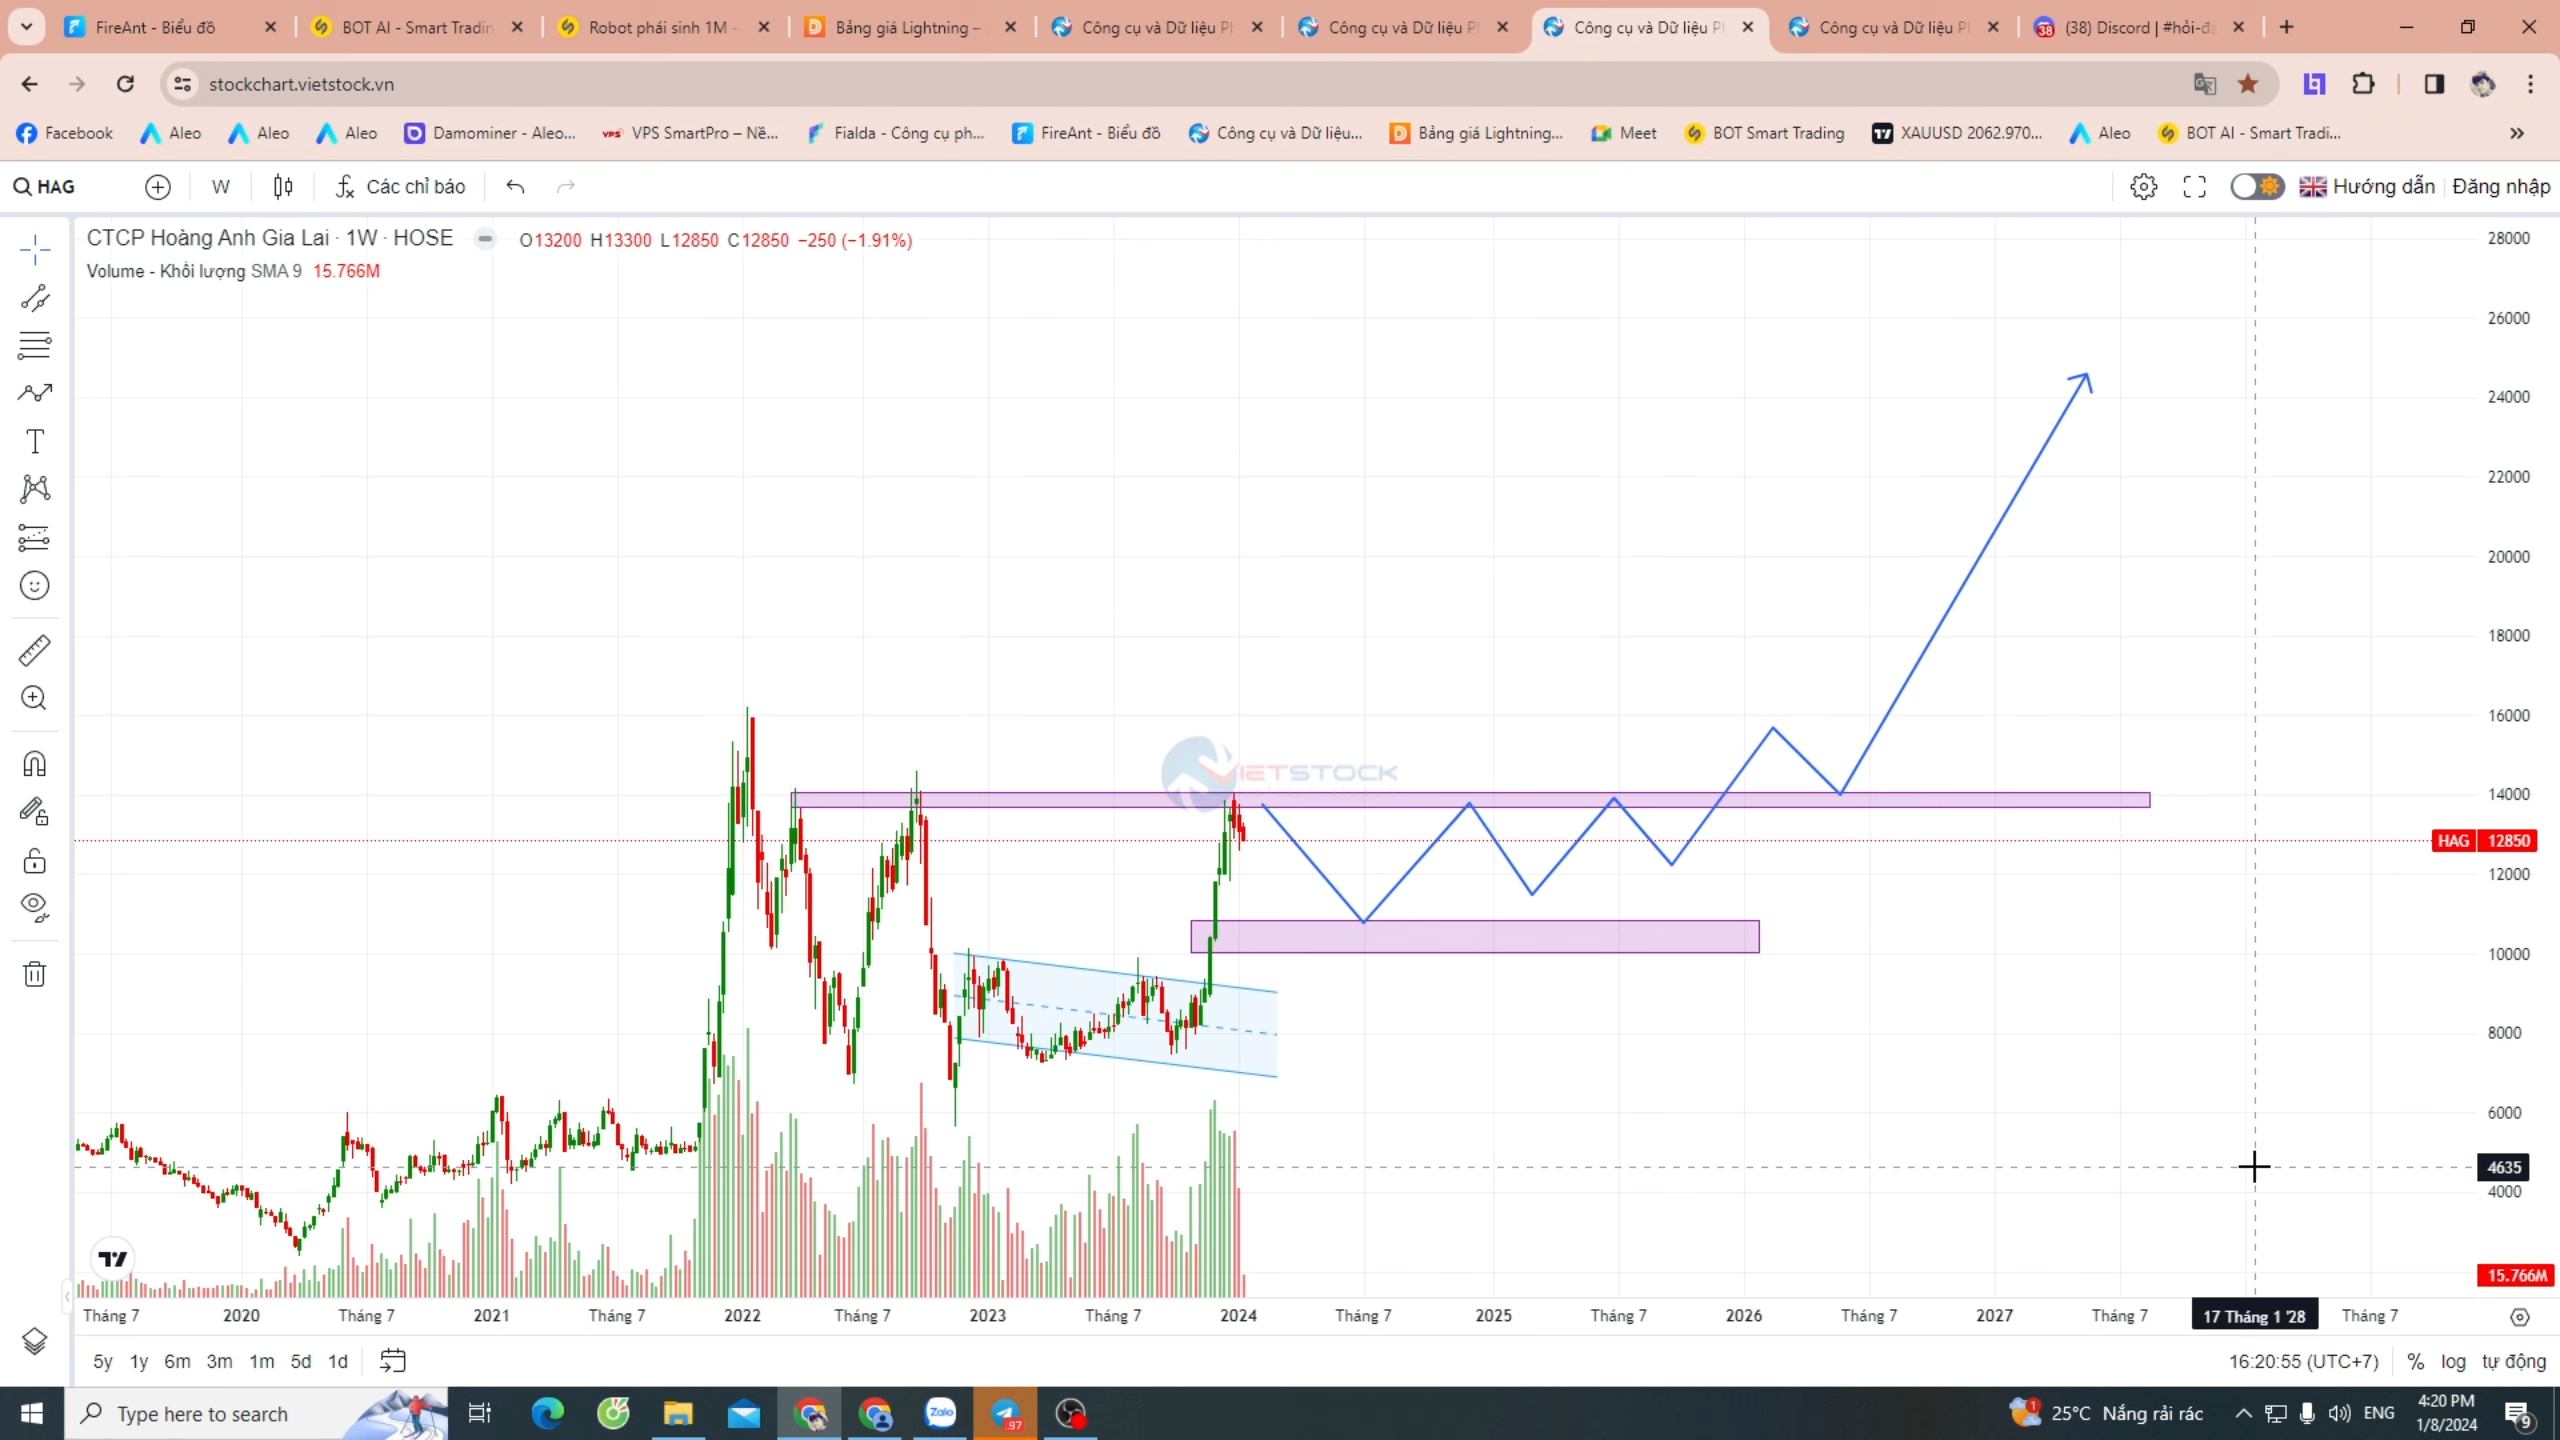 FireAnt - Biểu đồ
BOT AI - Smart Tradin
Robot phái sinh 1M -
Bảng giá Lightning –
Công cụ và Dữ liệu Ph
Công cụ và Dữ liệu Ph
Công cụ và Dữ liệu Ph
Công cụ và Dữ liệu Ph
(38) Discord | #hỏi-đá
stockchart.vietstock.vn
Facebook
Aleo
Aleo
Aleo
Damominer - Aleo...
VPS SmartPro – Nề...
Fialda - Công cụ ph...
FireAnt - Biểu đồ
Công cụ và Dữ liệu...
Bảng giá Lightning...
Meet
BOT Smart Trading
XAUUSD 2062.970...
Aleo
BOT AI - Smart Tradi...
HAG
W
Các chỉ báo
Hướng dẫn
Đăng nhập
CTCP Hoàng Anh Gia Lai · 1W · HOSE
O13200 H13300 L12850 C12850 −250 (−1.91%)
Volume - Khối lượng SMA 9 15.766M
28000
26000
24000
22000
20000
18000
16000
VIETSTOCK
14000
HAG 12850
12000
10000
8000
6000
4635
4000
15.766M
Tháng 7
2020
Tháng 7
2021
Tháng 7
2022
Tháng 7
2023
Tháng 7
2024
Tháng 7
2025
Tháng 7
2026
Tháng 7
2027
Tháng 7
17 Tháng 1 '28
Tháng 7
5y 1y 6m 3m 1m 5d 1d
16:20:55 (UTC+7)
% log tự động
Type here to search
Zalo
97
25°C Nắng rải rác
ENG
4:20 PM
1/8/2024
9